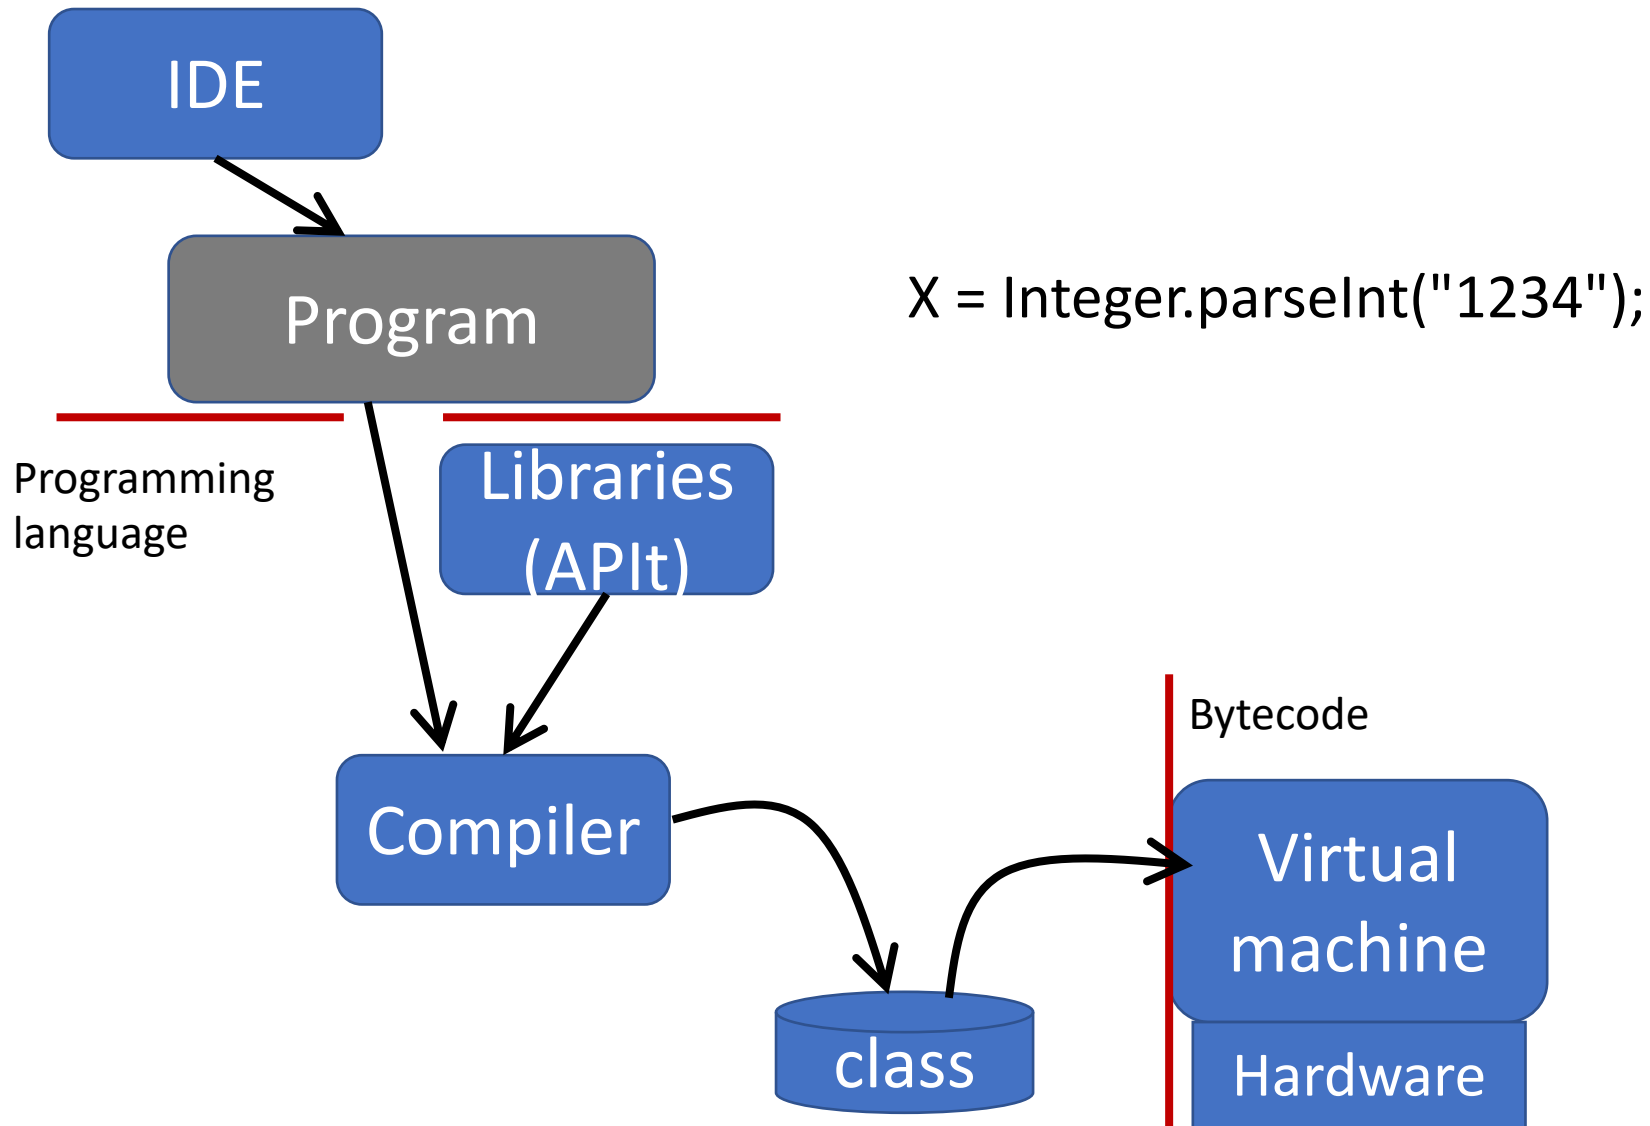 IDE
Program
X = Integer.parseInt("1234");
Programming
language
Libraries
(APIt)
Bytecode
Compiler
Virtual
machine
class
Hardware